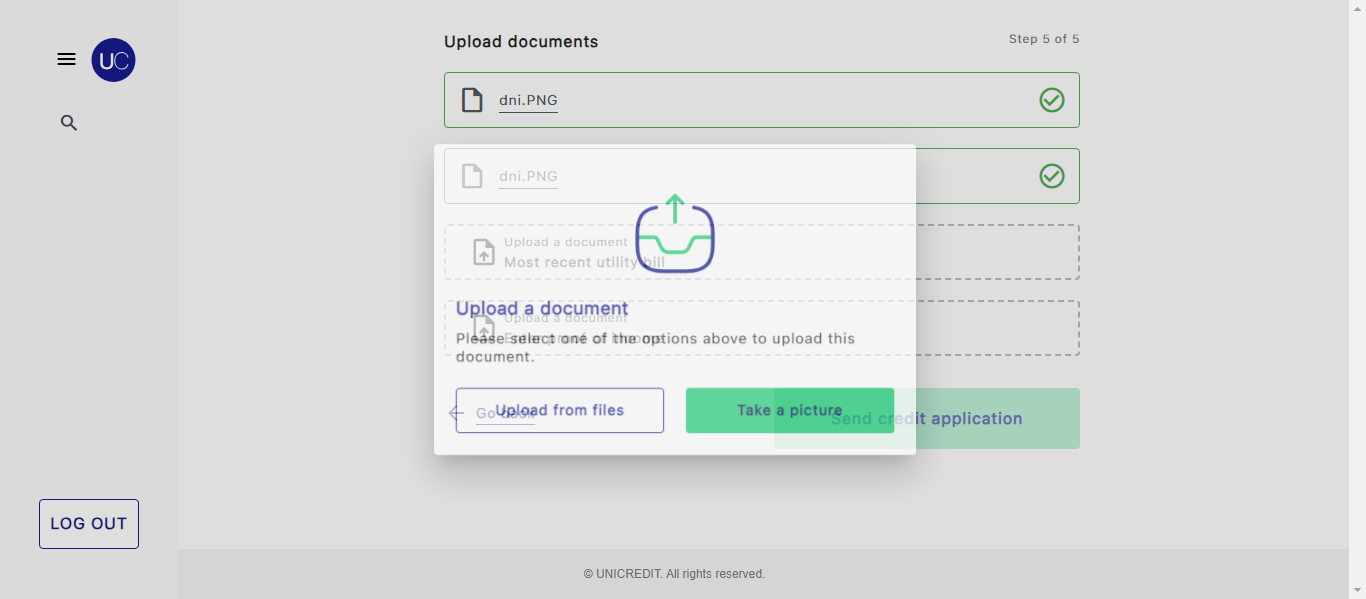 UC
Upload documents
Step 5 of 5
dni.PNG
dni.PNG
Upload a document
Most recent utility bill
Upload a document
Upload a document
Please select one of the options above to upload this
document.
Go back
Upload from files
Take a picture
Send credit application
LOG OUT
© UNICREDIT. All rights reserved.